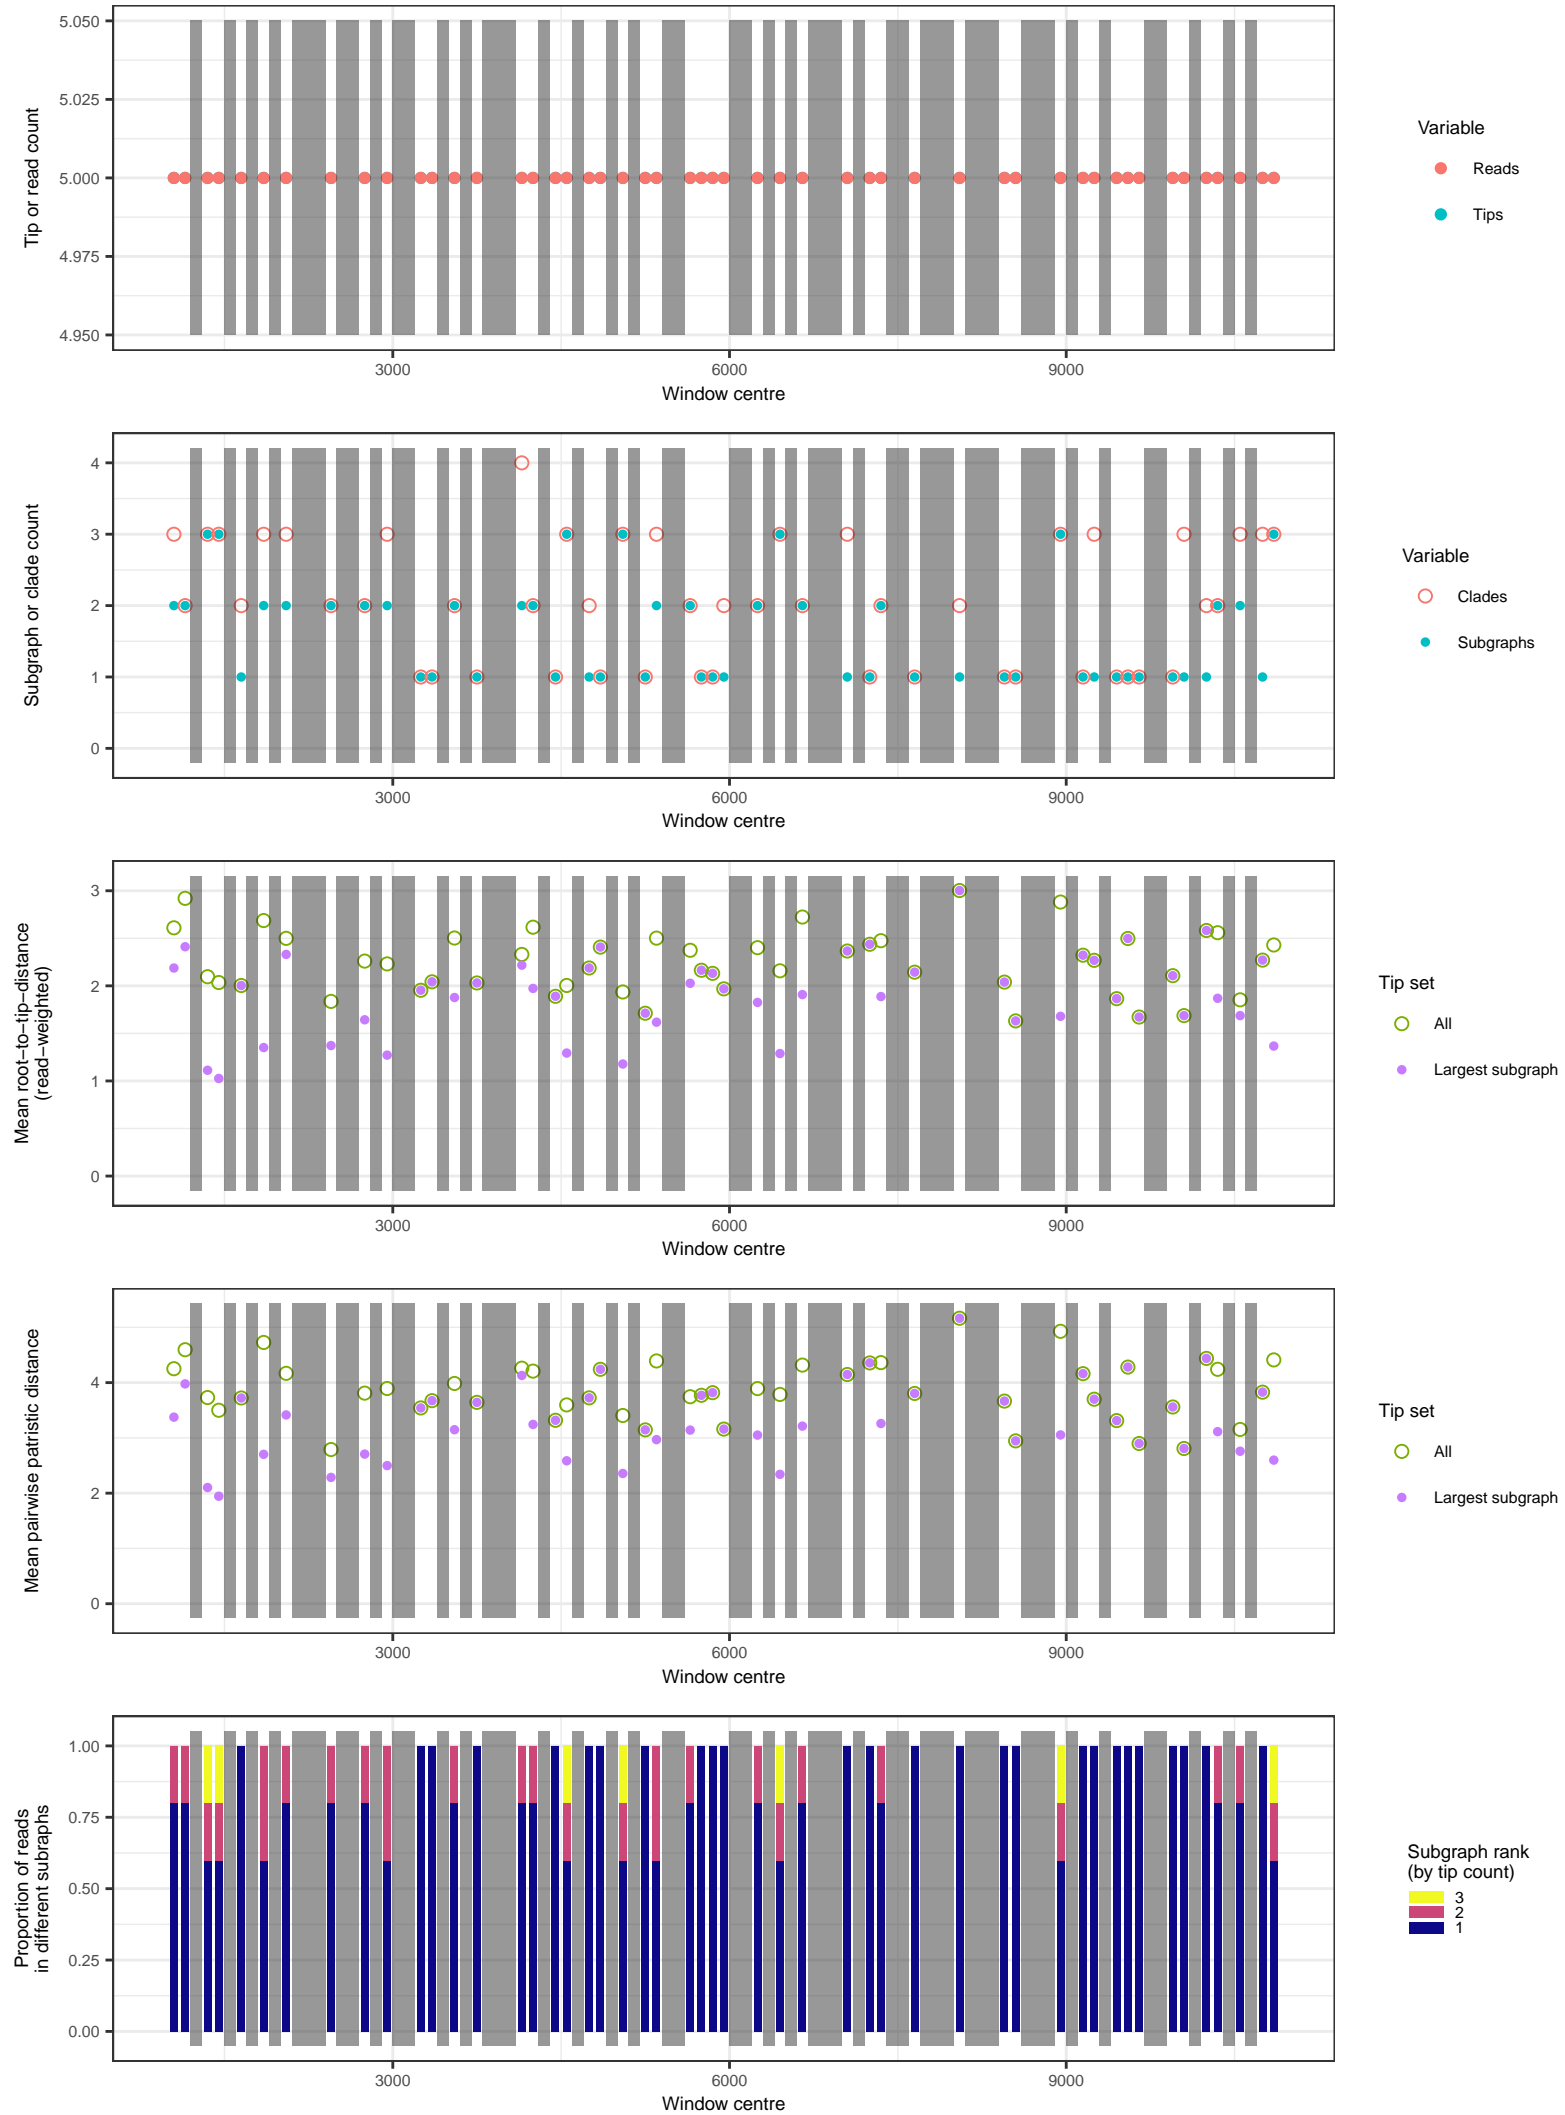 5.050
5.025
5.000
4.975
4.950
Tip or read count
3000
6000
9000
Window centre
Variable
Reads
Tips
4
3
2
1
0
Subgraph or clade count
3000
6000
9000
Window centre
Variable
Clades
Subgraphs
3
2
1
0
Mean root−to−tip−distance
(read−weighted)
3000
6000
9000
Window centre
Tip set
All
Largest subgraph
4
2
0
Mean pairwise patristic distance
3000
6000
9000
Window centre
Tip set
All
Largest subgraph
1.00
0.75
0.50
0.25
0.00
Proportion of reads
in different subraphs
3000
6000
9000
Window centre
Subgraph rank
(by tip count)
3
2
1